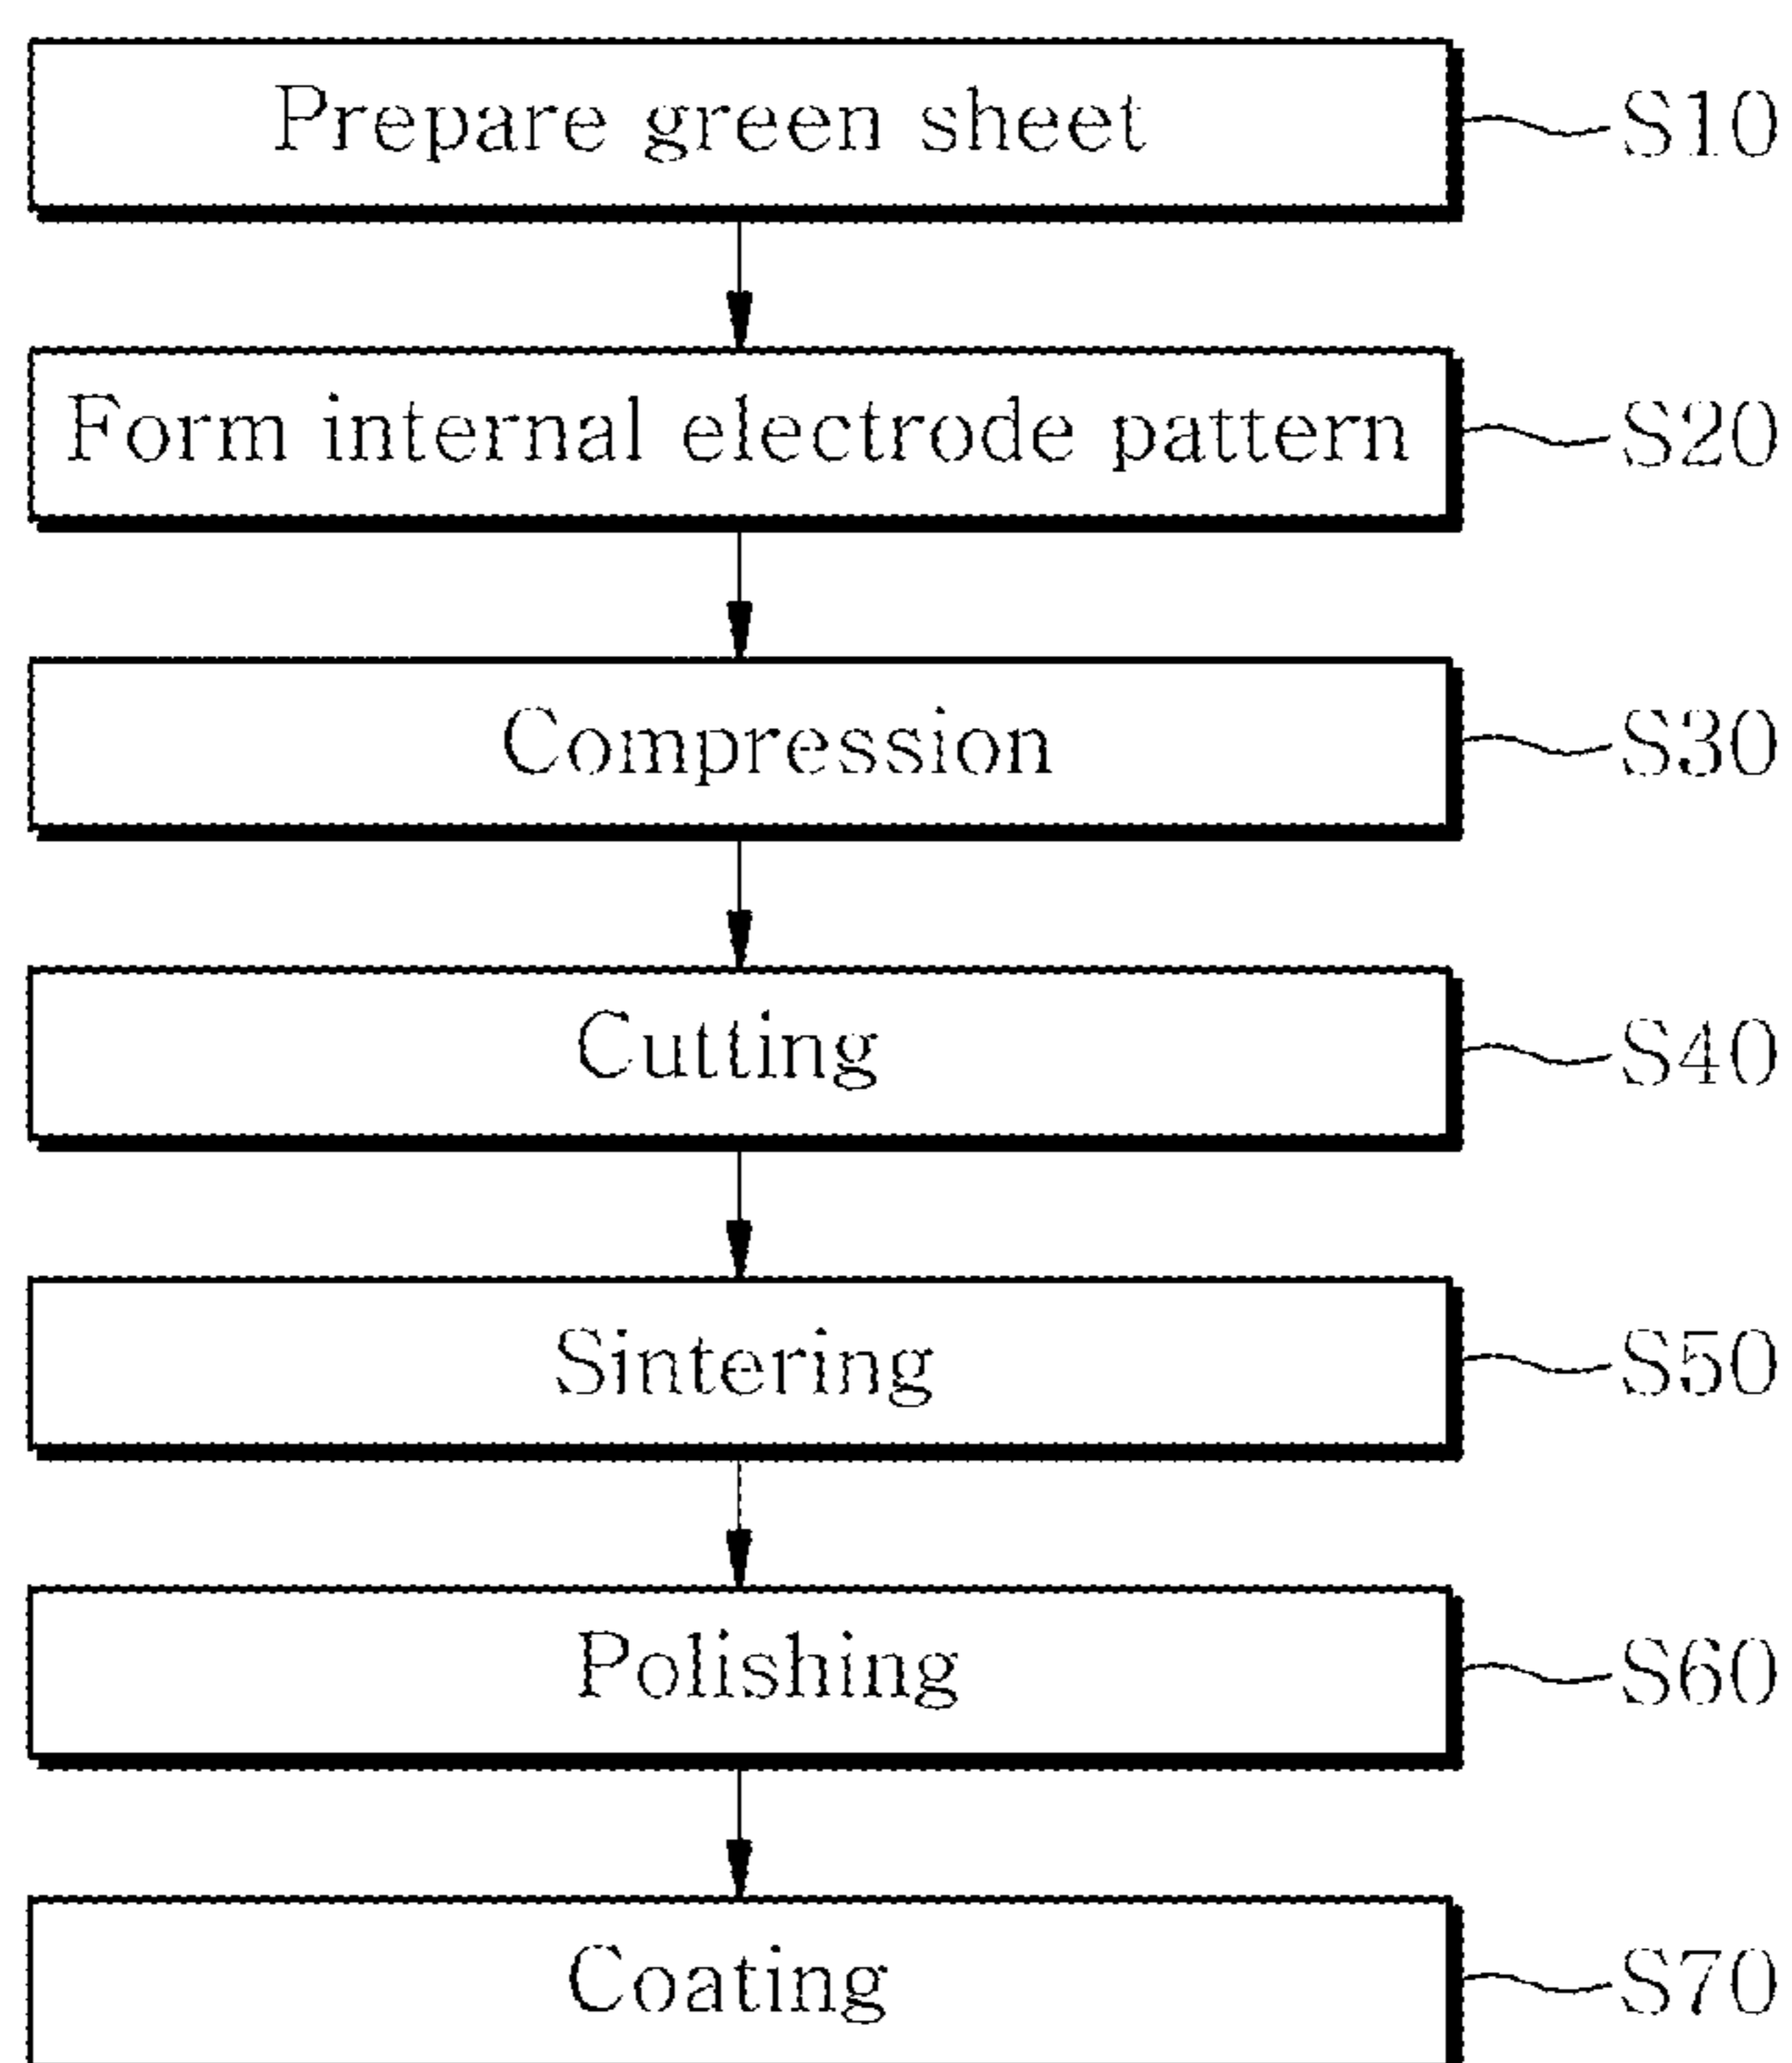 Prepare green sheet S10
Form internal electrode pattern S20
Compression S30
Cutting S40
Sintering S50
Polishing S60
Coating S70